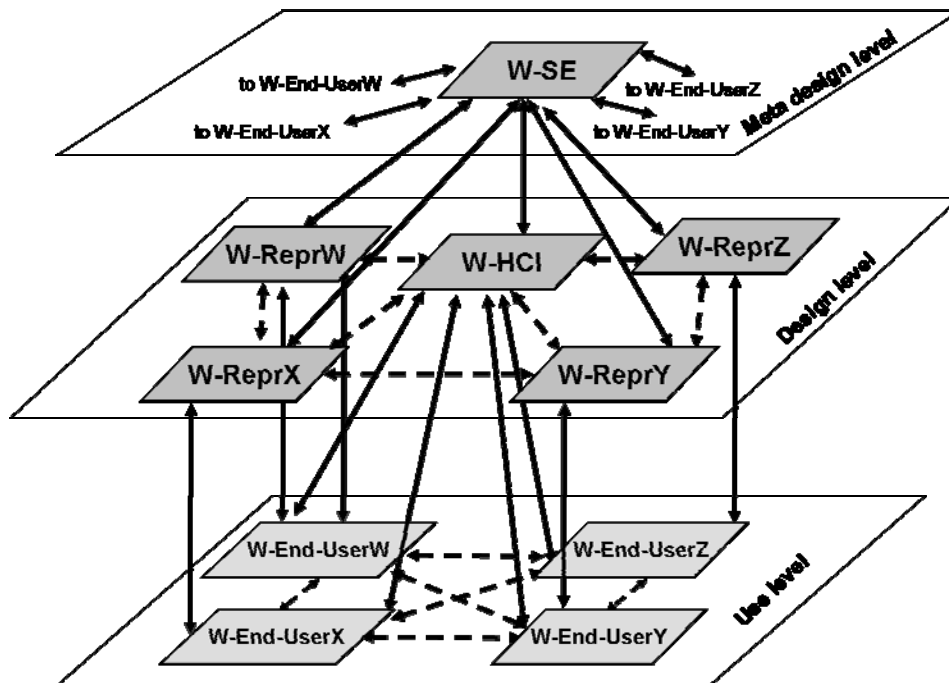 W-SE
to W-End-UserW
to W-End-UserZ
to W-End-UserX
to W-End-UserY
Meta design level
W-ReprW
W-HCI
W-ReprZ
Design level
W-ReprX
W-ReprY
W-End-UserW
W-End-UserZ
Use level
W-End-UserX
W-End-UserY